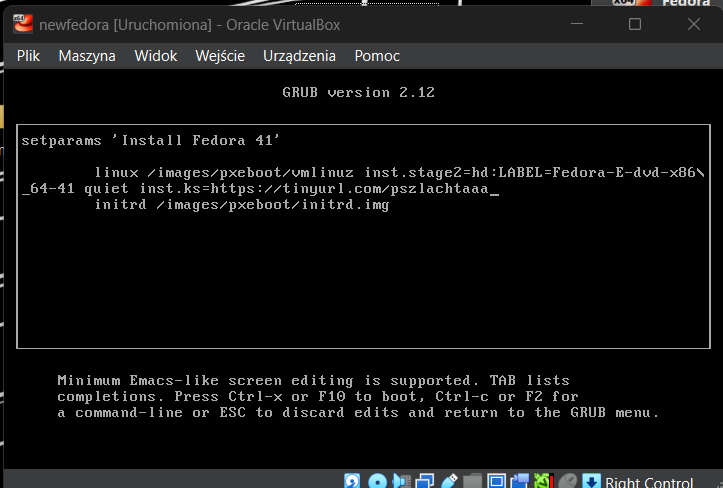 Fedora
newfedora [Uruchomiona] - Oracle VirtualBox
Plik Maszyna Widok Wejście Urządzenia Pomoc
GRUB version 2.12
setparams 'Install Fedora 41'
linux /images/pxeboot/vmlinuz inst.stage2=hd:LABEL=Fedora-E-dvd-x86\
_64-41 quiet inst.ks=https://tinyurl.com/pszlachtaaa_
initrd /images/pxeboot/initrd.img
Minimum Emacs-like screen editing is supported. TAB lists
completions. Press Ctrl-x or F10 to boot, Ctrl-c or F2 for
a command-line or ESC to discard edits and return to the GRUB menu.
Right Control